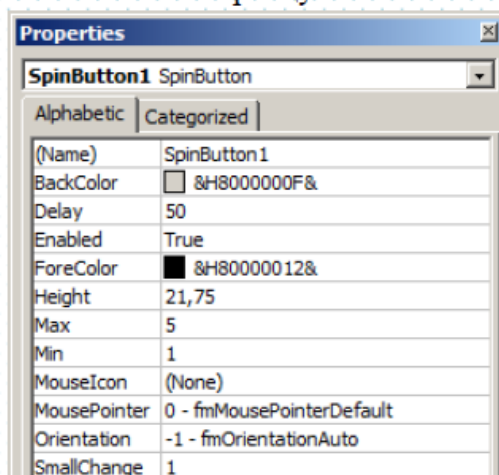 Properties
SpinButton1 SpinButton
Alphabetic Categorized
(Name) SpinButton1
BackColor &H8000000F&
Delay 50
Enabled True
ForeColor &H80000012&
Height 21,75
Max 5
Min 1
MouseIcon (None)
MousePointer 0 - fmMousePointerDefault
Orientation -1 - fmOrientationAuto
SmallChange 1